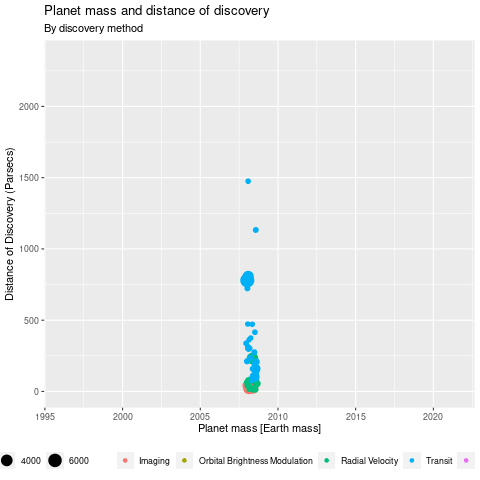 Planet mass and distance of discovery
By discovery method
Distance of Discovery (Parsecs)
2000
1500
1000
500
0
1995 2000 2005 2010 2015 2020
Planet mass [Earth mass]
4000 6000 Imaging Orbital Brightness Modulation Radial Velocity Transit